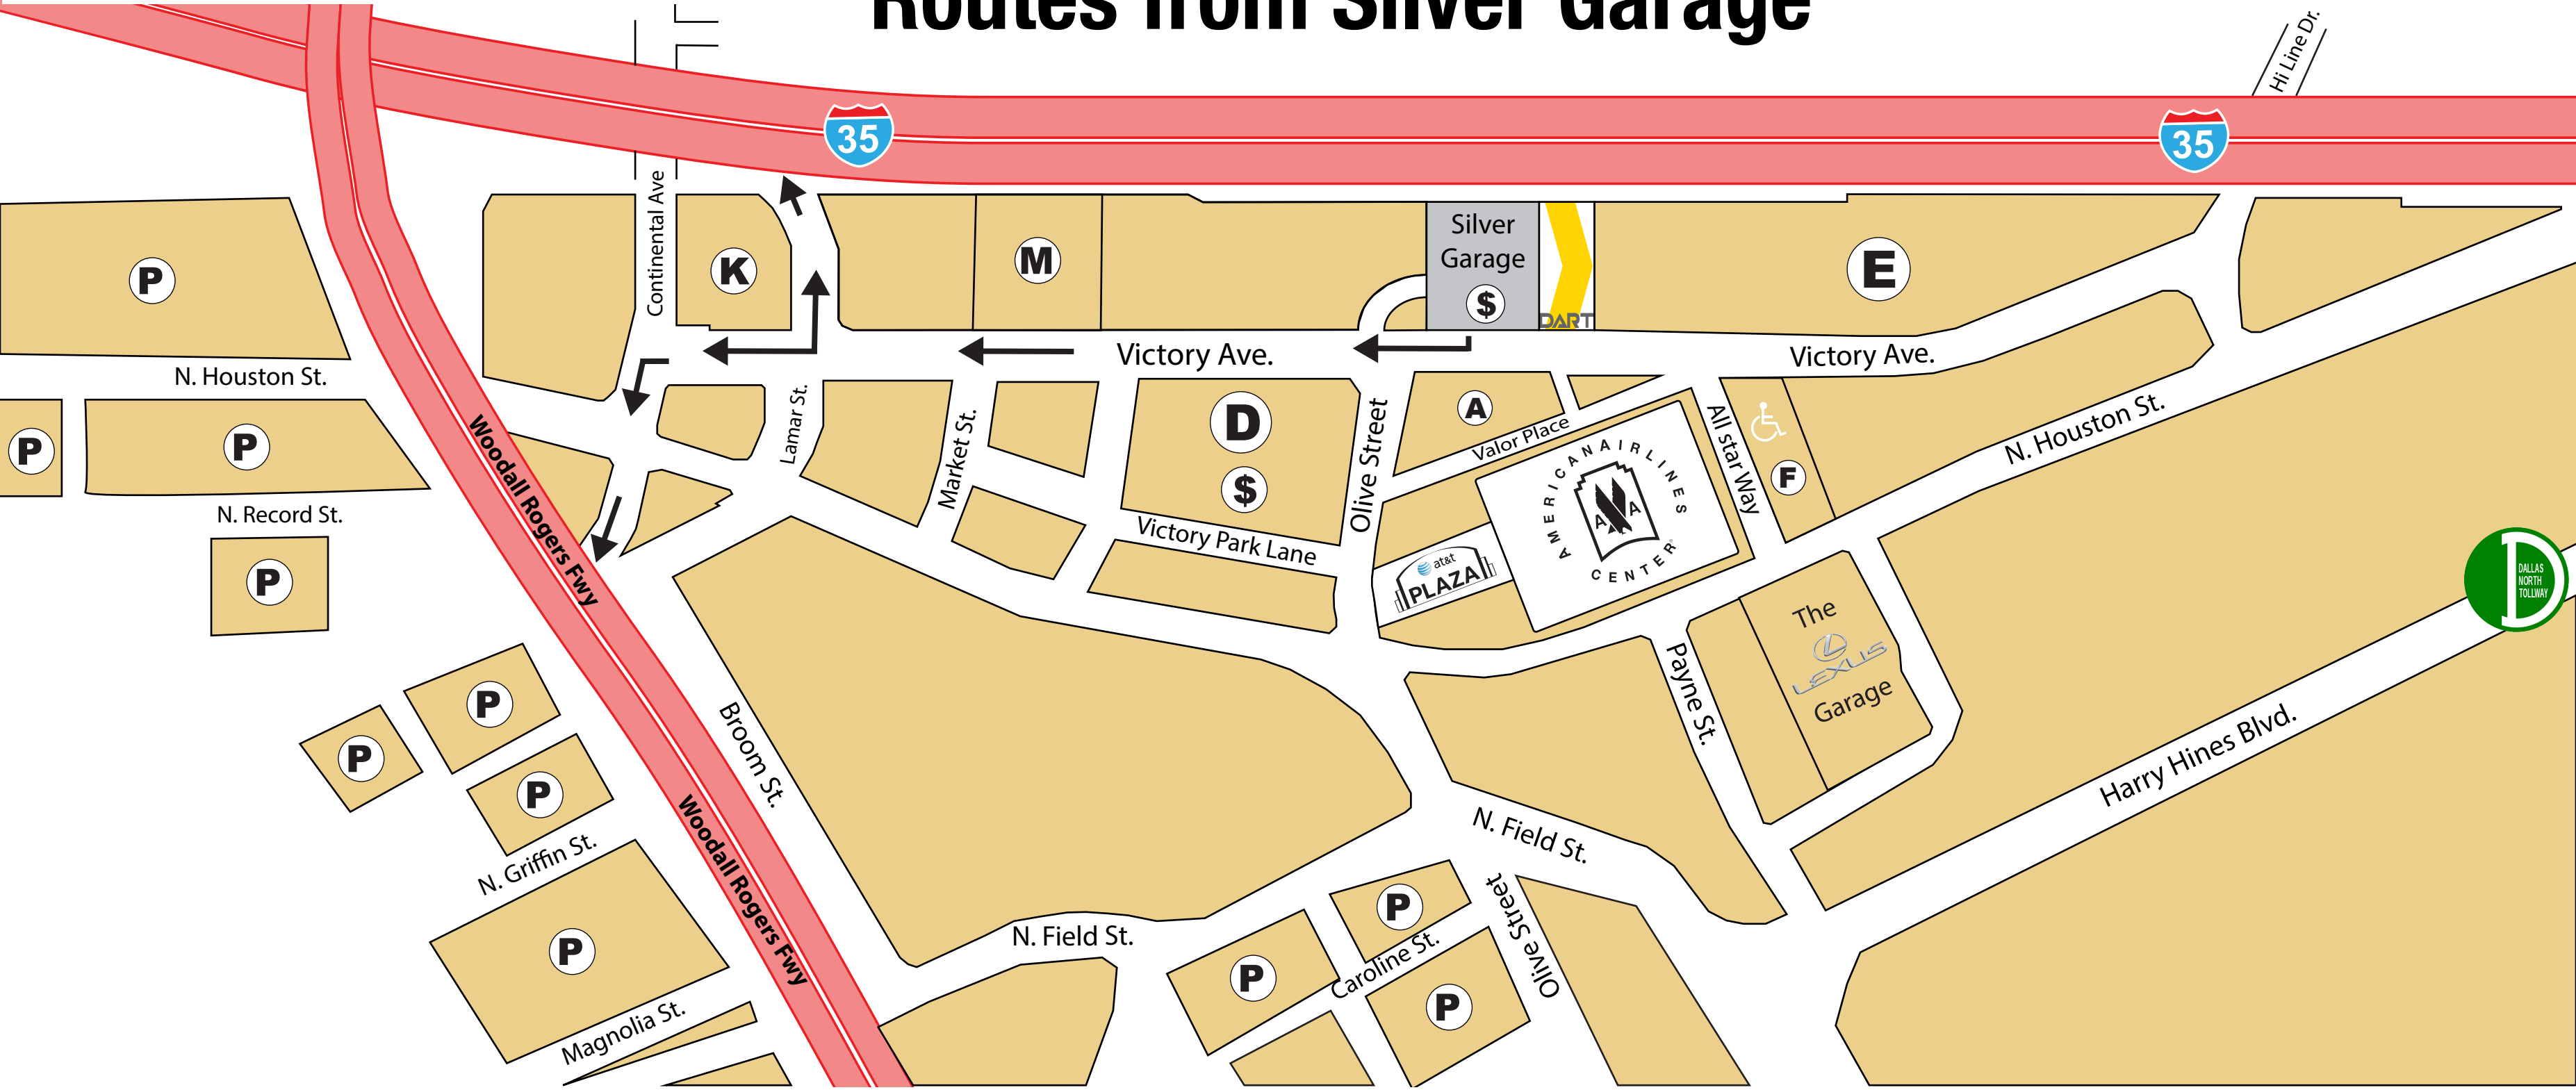 Routes from Silver Garage
Hi Line Dr.
35
35
Continental Ave
K
M
Silver
Garage
$
DART
E
P
Victory Ave.
Victory Ave.
N. Houston St.
P
P
N. Record St.
P
Lamar St.
Market St.
D
$
Olive Street
A
Valor Place
All star Way
F
N. Houston St.
AMERICANAIRLINES
AA
CENTER®
Victory Park Lane
at&t
PLAZA
Woodall Rogers Fwy
DALLAS
NORTH
TOLLWAY
The
LEXUS
Garage
Payne St.
Harry Hines Blvd.
P
P
P
N. Griffin St.
Broom St.
Woodall Rogers Fwy
P
Magnolia St.
N. Field St.
N. Field St.
P
P
Caroline St.
P
Olive Street